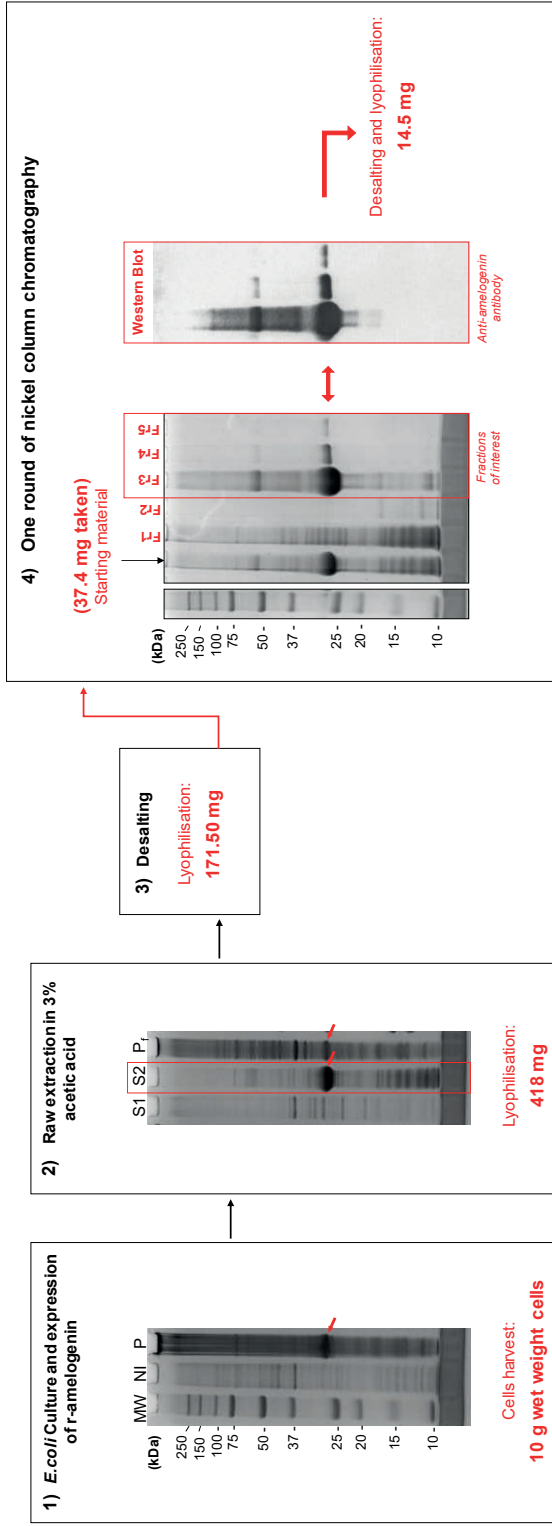 1) E.coli Culture and expression
of r-amelogenin
MW NI P
(kDa)
250
150
100
75
50
37
25
20
15
10
Cells harvest:
10 g wet weight cells
2) Raw extraction in 3%
acetic acid
S1 S2 Pf
Lyophilisation:
418 mg
3) Desalting
Lyophilisation:
171.50 mg
4) One round of nickel column chromatography
(37.4 mg taken)
Starting material
(kDa)
250
150
100
75
50
37
25
20
15
10
Fr1 Fr2 Fr3 Fr4 Fr5
Fractions
of interest
Western Blot
Anti-amelogenin
antibody
Desalting and lyophilisation:
14.5 mg